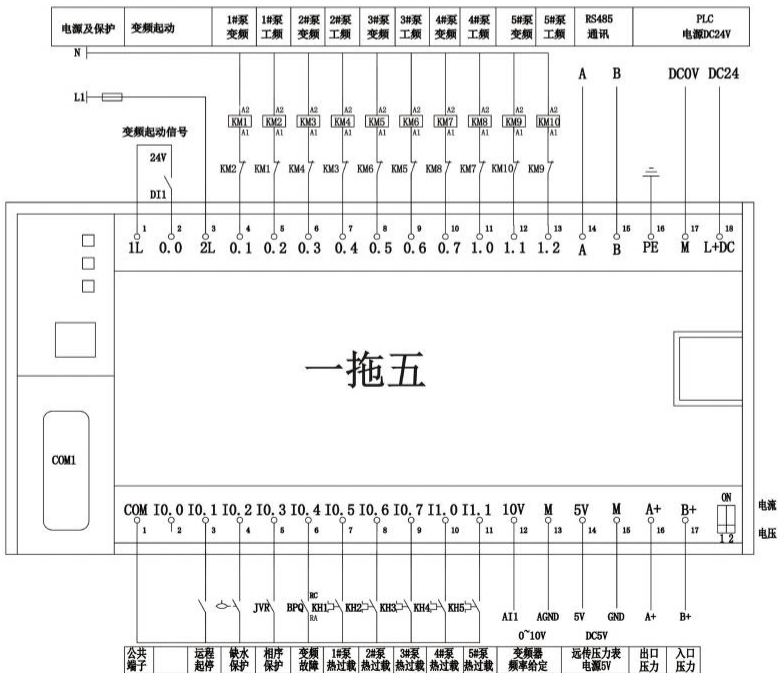 电源及保护 变频起动 1#泵变频 1#泵工频 2#泵变频 2#泵工频 3#泵变频 3#泵工频 4#泵变频 4#泵工频 5#泵变频 5#泵工频 RS485通讯 PLC电源DC24V
N
A B DC0V DC24
L1
A2 A2 A2 A2 A2 A2 A2 A2 A2 A2
KM1 KM2 KM3 KM4 KM5 KM6 KM7 KM8 KM9 KM10
A1 A1 A1 A1 A1 A1 A1 A1 A1 A1
变频起动信号
24V
KM2 KM1 KM4 KM3 KM6 KM5 KM8 KM7 KM10 KM9
DI1
1 2 3 4 5 6 7 8 9 10 11 12 13 14 15 16 17 18
1L 0.0 2L 0.1 0.2 0.3 0.4 0.5 0.6 0.7 1.0 1.1 1.2 A B PE M L+DC
一拖五
COM1
ON
COM I0.0 I0.1 I0.2 I0.3 I0.4 I0.5 I0.6 I0.7 I1.0 I1.1 10V M 5V M A+ B+
电流
1 2 3 4 5 6 7 8 9 10 11 12 13 14 15 16 17
电压
1 2
RC
JVR BPQ KH1 KH2 KH3 KH4 KH5
RA
AI1 AGND 5V GND A+ B+
0~10V DC5V
公共端子 远程起停 缺水保护 相序保护 变频故障 1#泵热过载 2#泵热过载 3#泵热过载 4#泵热过载 5#泵热过载 变频器频率给定 远传压力表电源5V 出口压力 入口压力